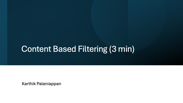 Content Based Filtering (3 min)
Karthik Palaniappan